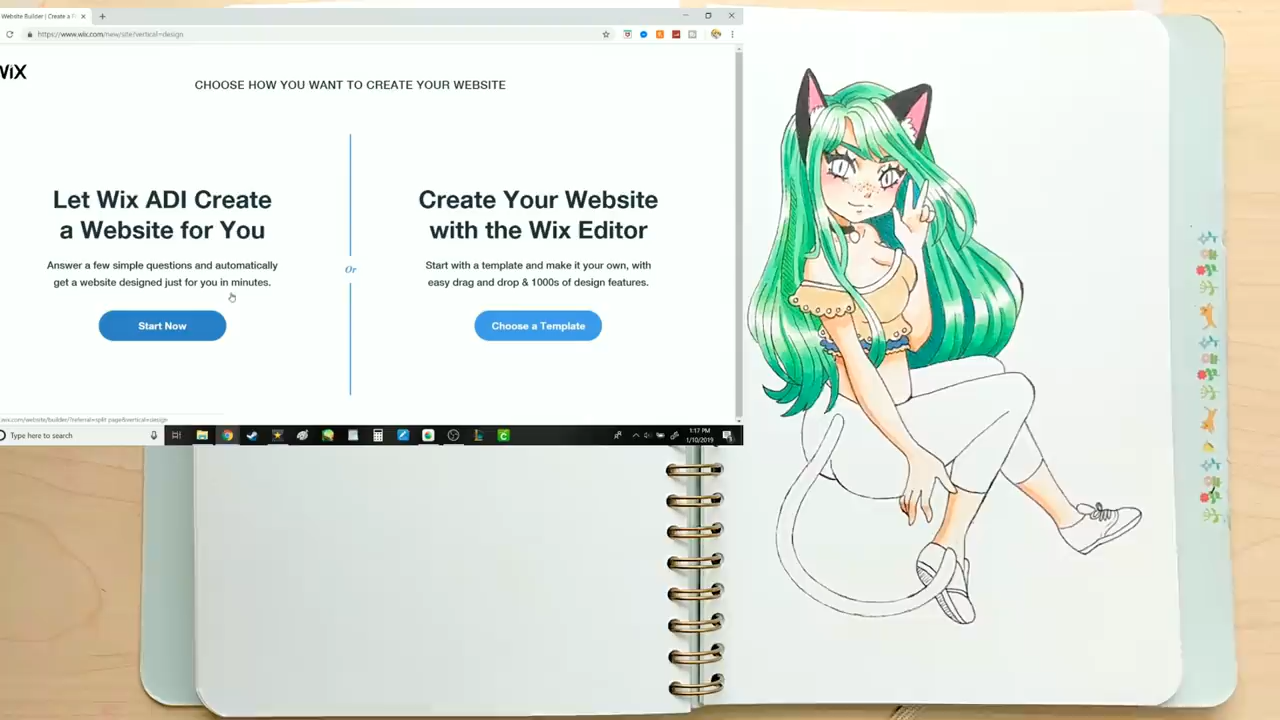 Website Builder | Create a F
https://www.wix.com/new/site?vertical=design
WiX
CHOOSE HOW YOU WANT TO CREATE YOUR WEBSITE
Let Wix ADI Create
a Website for You
Answer a few simple questions and automatically
get a website designed just for you in minutes.
Start Now
Or
Create Your Website
with the Wix Editor
Start with a template and make it your own, with
easy drag and drop & 1000s of design features.
Choose a Template
Type here to search
1:17 PM
1/10/2019